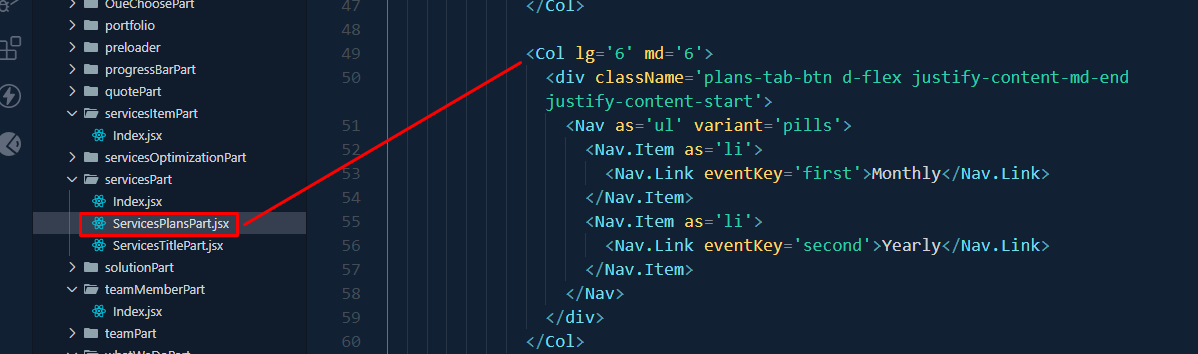 OueChoosePart
portfolio
preloader
progressBarPart
quotePart
servicesItemPart
Index.jsx
servicesOptimizationPart
servicesPart
Index.jsx
ServicesPlansPart.jsx
ServicesTitlePart.jsx
solutionPart
teamMemberPart
Index.jsx
teamPart
whatWeDoPart
47 </Col>
48
49 <Col lg='6' md='6'>
50 <div className='plans-tab-btn d-flex justify-content-md-end
justify-content-start'>
51 <Nav as='ul' variant='pills'>
52 <Nav.Item as='li'>
53 <Nav.Link eventKey='first'>Monthly</Nav.Link>
54 </Nav.Item>
55 <Nav.Item as='li'>
56 <Nav.Link eventKey='second'>Yearly</Nav.Link>
57 </Nav.Item>
58 </Nav>
59 </div>
60 </Col>